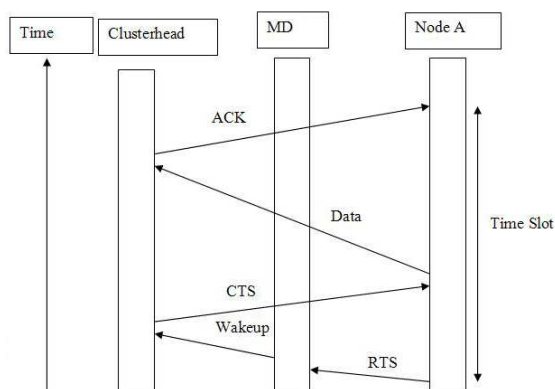 Time
Clusterhead
MD
Node A
ACK
Data
Time Slot
CTS
Wakeup
RTS